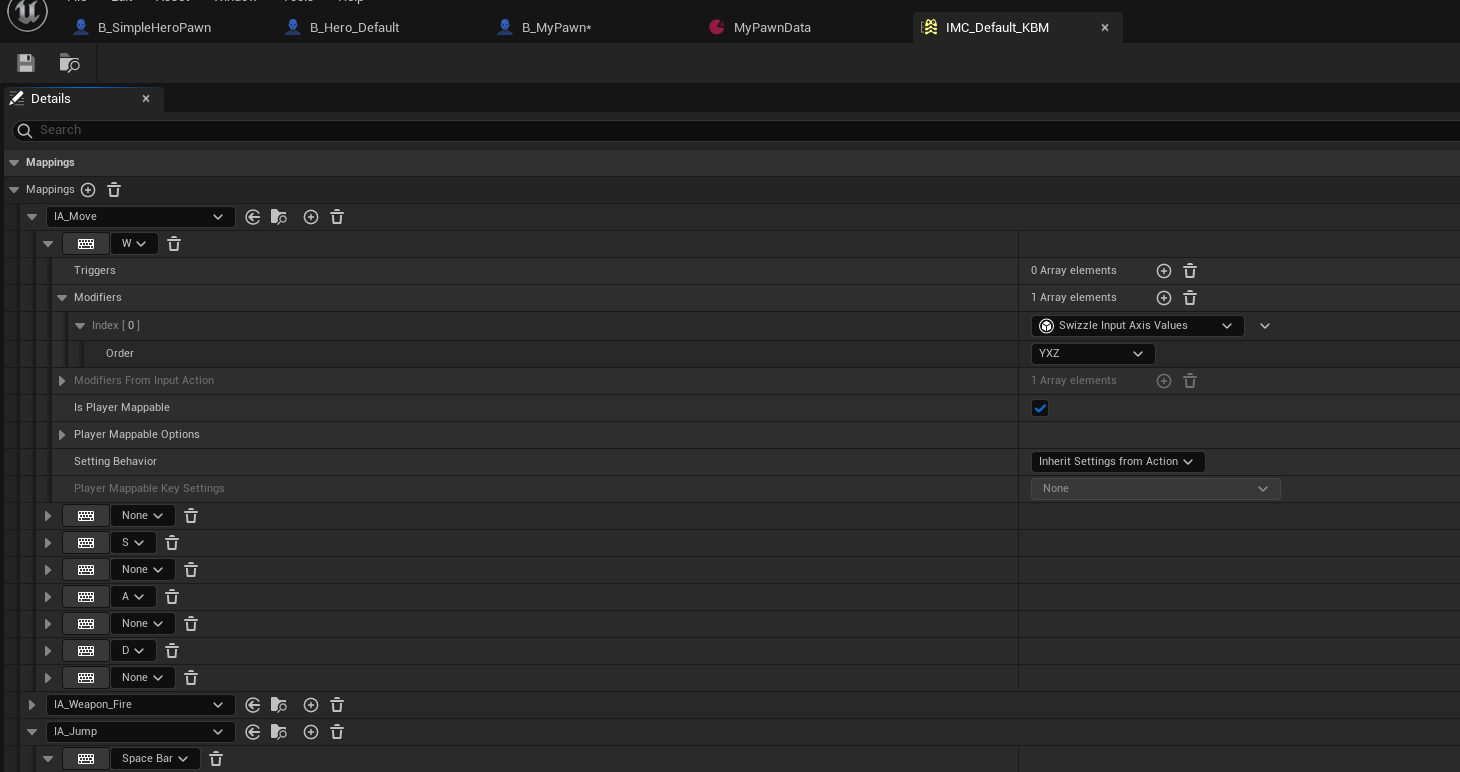 B_SimpleHeroPawn B_Hero_Default B_MyPawn* MyPawnData IMC_Default_KBM
Details
Search
Mappings
Mappings
IA_Move
W
Triggers 0 Array elements
Modifiers 1 Array elements
Index [ 0 ] Swizzle Input Axis Values
Order YXZ
Modifiers From Input Action 1 Array elements
Is Player Mappable
Player Mappable Options
Setting Behavior Inherit Settings from Action
Player Mappable Key Settings None
None
S
None
A
None
D
None
IA_Weapon_Fire
IA_Jump
Space Bar